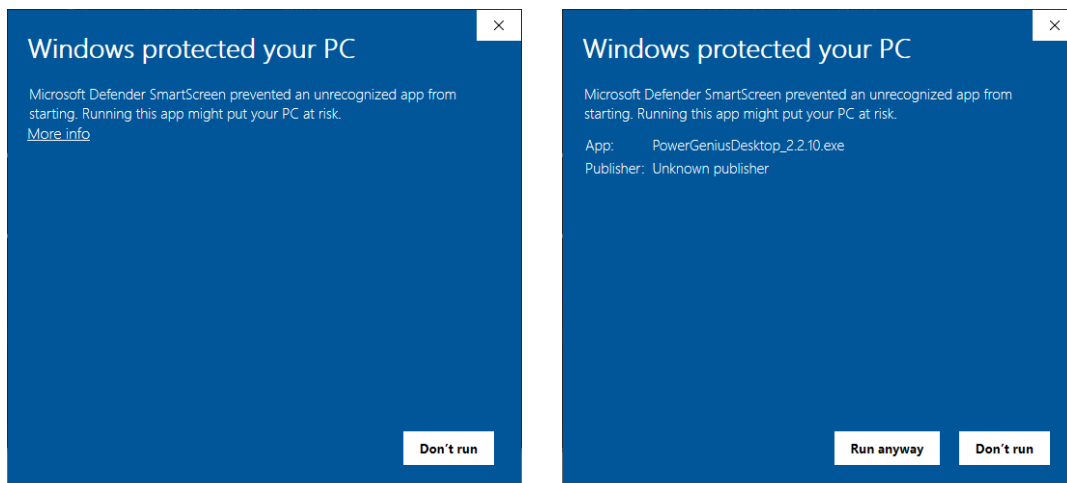 Windows protected your PC
Microsoft Defender SmartScreen prevented an unrecognized app from
starting. Running this app might put your PC at risk.
More info
Don't run
Windows protected your PC
Microsoft Defender SmartScreen prevented an unrecognized app from
starting. Running this app might put your PC at risk.
App: PowerGeniusDesktop_2.2.10.exe
Publisher: Unknown publisher
Run anyway Don't run